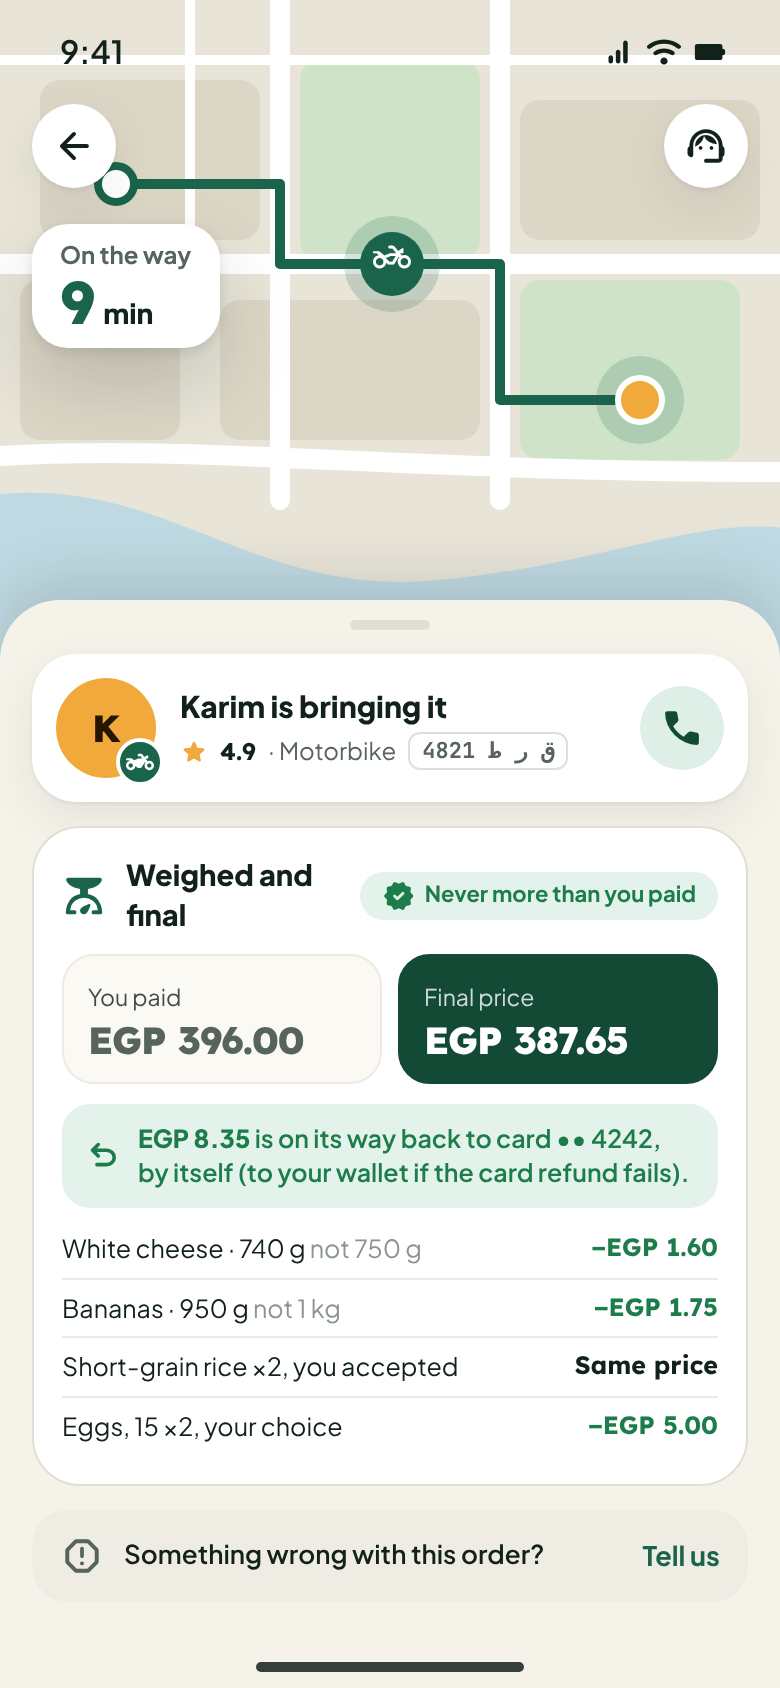 9:41
On the way
9 min
K
Karim is bringing it
4.9 · Motorbike ق ر ط 4821
Weighed and
final
Never more than you paid
You paid
EGP 396.00
Final price
EGP 387.65
EGP 8.35 is on its way back to card •• 4242,
by itself (to your wallet if the card refund fails).
White cheese · 740 g not 750 g −EGP 1.60
Bananas · 950 g not 1 kg −EGP 1.75
Short-grain rice ×2, you accepted Same price
Eggs, 15 ×2, your choice −EGP 5.00
Something wrong with this order? Tell us